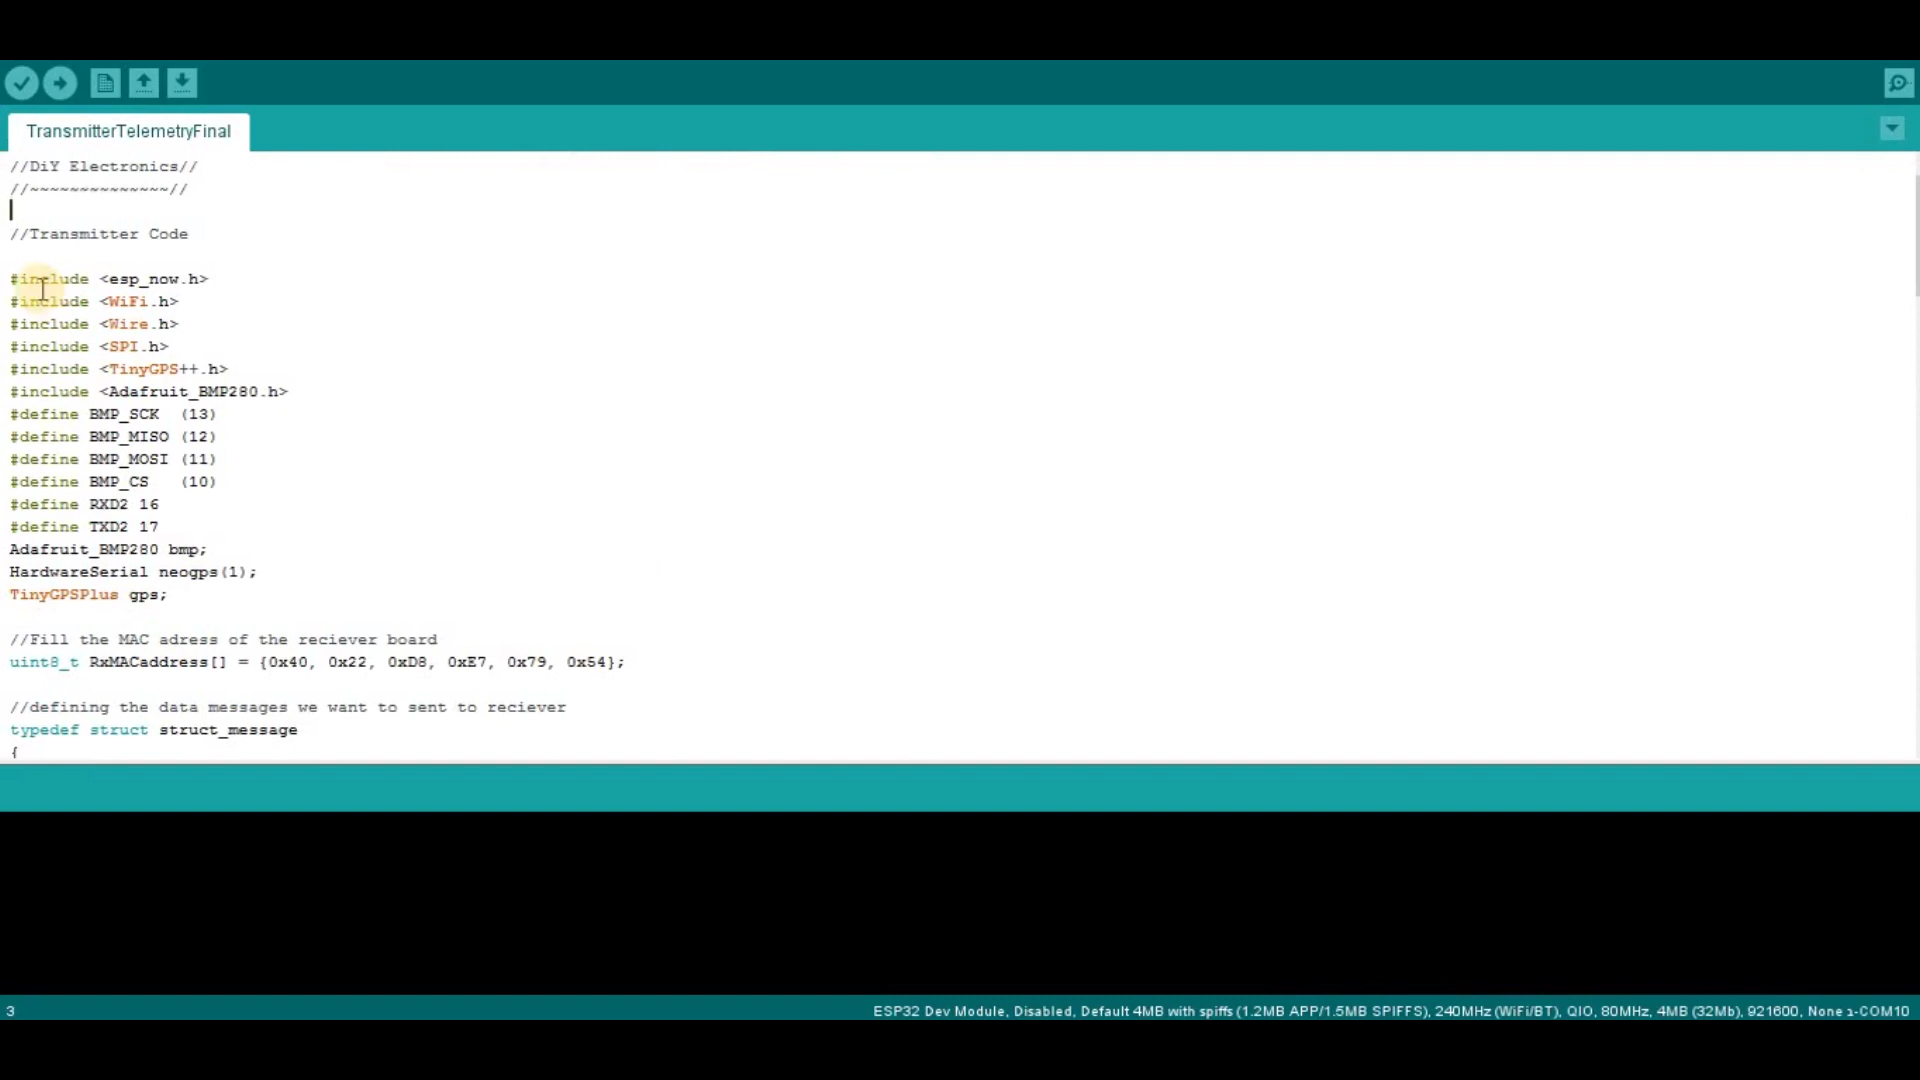 TransmitterTelemetryFinal
//DiY Electronics//
//~~~~~~~~~~~~~~//
//Transmitter Code
#include <esp_now.h>
#include <WiFi.h>
#include <Wire.h>
#include <SPI.h>
#include <TinyGPS++.h>
#include <Adafruit_BMP280.h>
#define BMP_SCK  (13)
#define BMP_MISO (12)
#define BMP_MOSI (11)
#define BMP_CS   (10)
#define RXD2 16
#define TXD2 17
Adafruit_BMP280 bmp;
HardwareSerial neogps(1);
TinyGPSPlus gps;
//Fill the MAC adress of the reciever board
uint8_t RxMACaddress[] = {0x40, 0x22, 0xD8, 0xE7, 0x79, 0x54};
//defining the data messages we want to sent to reciever
typedef struct struct_message
{
3
ESP32 Dev Module, Disabled, Default 4MB with spiffs (1.2MB APP/1.5MB SPIFFS), 240MHz (WiFi/BT), QIO, 80MHz, 4MB (32Mb), 921600, None ב-COM10